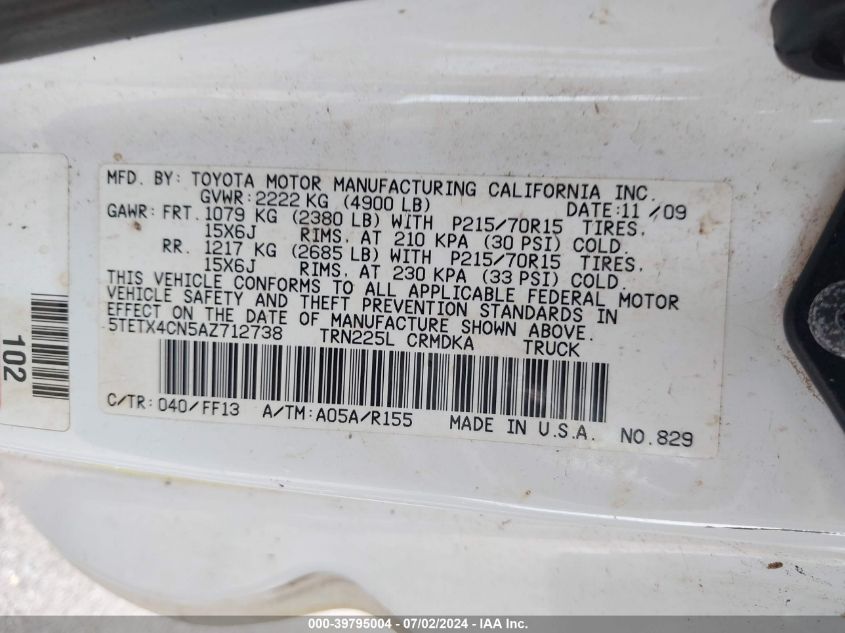 MFD. BY: TOYOTA MOTOR MANUFACTURING CALIFORNIA INC.
GVWR: 2222 KG (4900 LB) DATE: 11 /09
GAWR: FRT. 1079 KG (2380 LB) WITH P215/70R15 TIRES,
15X6J RIMS, AT 210 KPA (30 PSI) COLD.
RR. 1217 KG (2685 LB) WITH P215/70R15 TIRES,
15X6J RIMS, AT 230 KPA (33 PSI) COLD.
THIS VEHICLE CONFORMS TO ALL APPLICABLE FEDERAL MOTOR
VEHICLE SAFETY AND THEFT PREVENTION STANDARDS IN
EFFECT ON THE DATE OF MANUFACTURE SHOWN ABOVE.
5TETX4CN5AZ712738 TRN225L CRMDKA TRUCK
C/TR: 040/FF13 A/TM: A05A/R155 MADE IN U.S.A. NO. 829
102
000-39795004 - 07/02/2024 - Copyright © 2024 IAA, Inc.